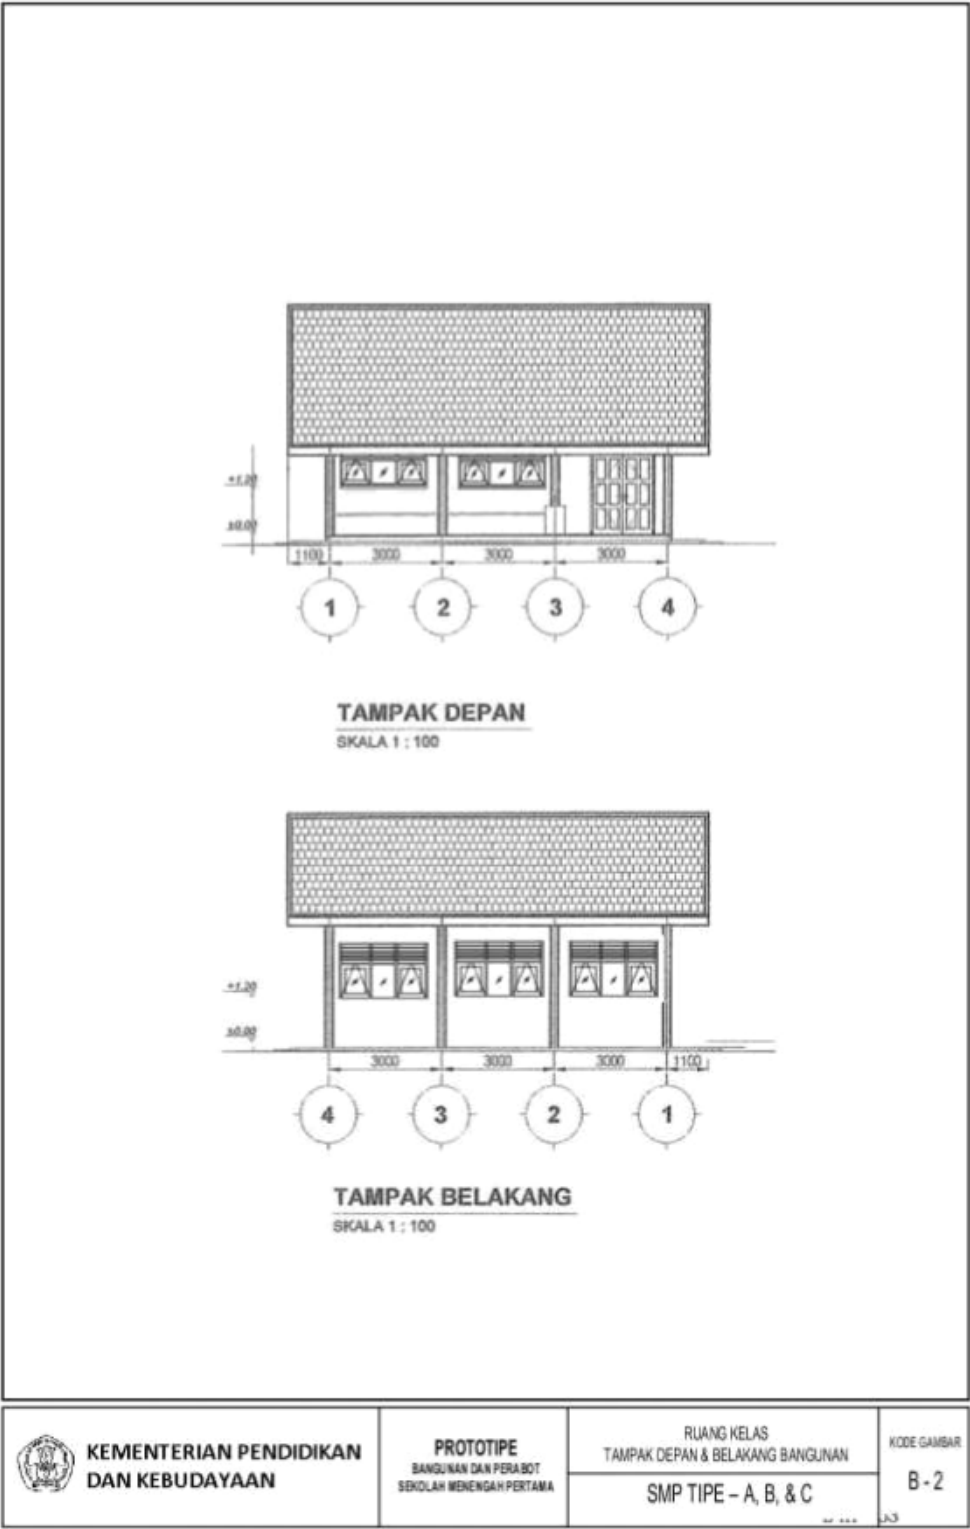 +1.20
±0.00
1100 3000 3000 3000
1 2 3 4
TAMPAK DEPAN
SKALA 1 : 100
+1.20
±0.00
3000 3000 3000 1100
4 3 2 1
TAMPAK BELAKANG
SKALA 1 : 100
KEMENTERIAN PENDIDIKAN
DAN KEBUDAYAAN
PROTOTIPE
BANGUNAN DAN PERABOT
SEKOLAH MENENGAH PERTAMA
RUANG KELAS
TAMPAK DEPAN & BELAKANG BANGUNAN
SMP TIPE – A, B, & C
KODE GAMBAR
B - 2